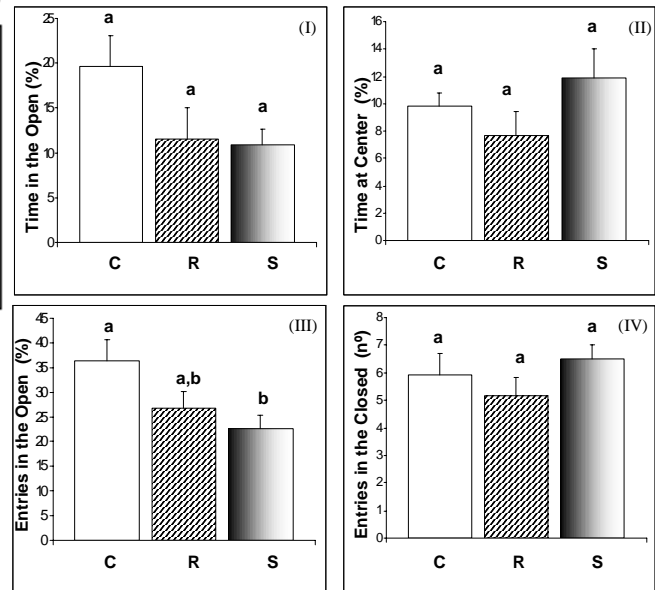 (I)
Time in the Open (%)
25
20
15
10
5
0
a
a
a
C R S
(II)
Time at Center (%)
16
14
12
10
8
6
4
2
0
a
a
a
C R S
(III)
Entries in the Open (%)
45
40
35
30
25
20
15
10
5
0
a
a,b
b
C R S
(IV)
Entries in the Closed (nº)
8
7
6
5
4
3
2
1
0
a
a
a
C R S